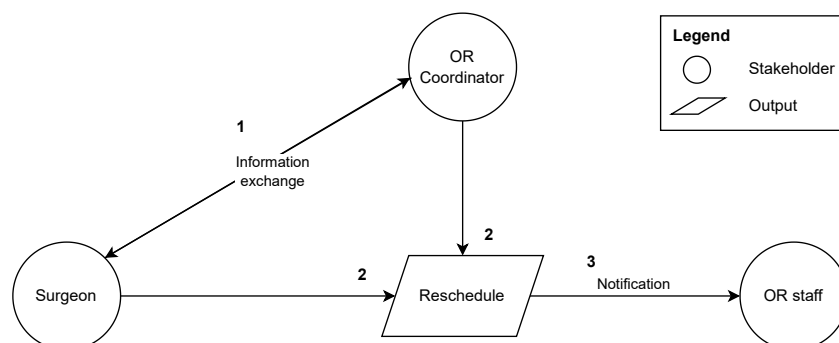 Legend
Stakeholder
Output
OR
Coordinator
1
Information
exchange
2
2
3
Surgeon
Reschedule
Notification
OR staff